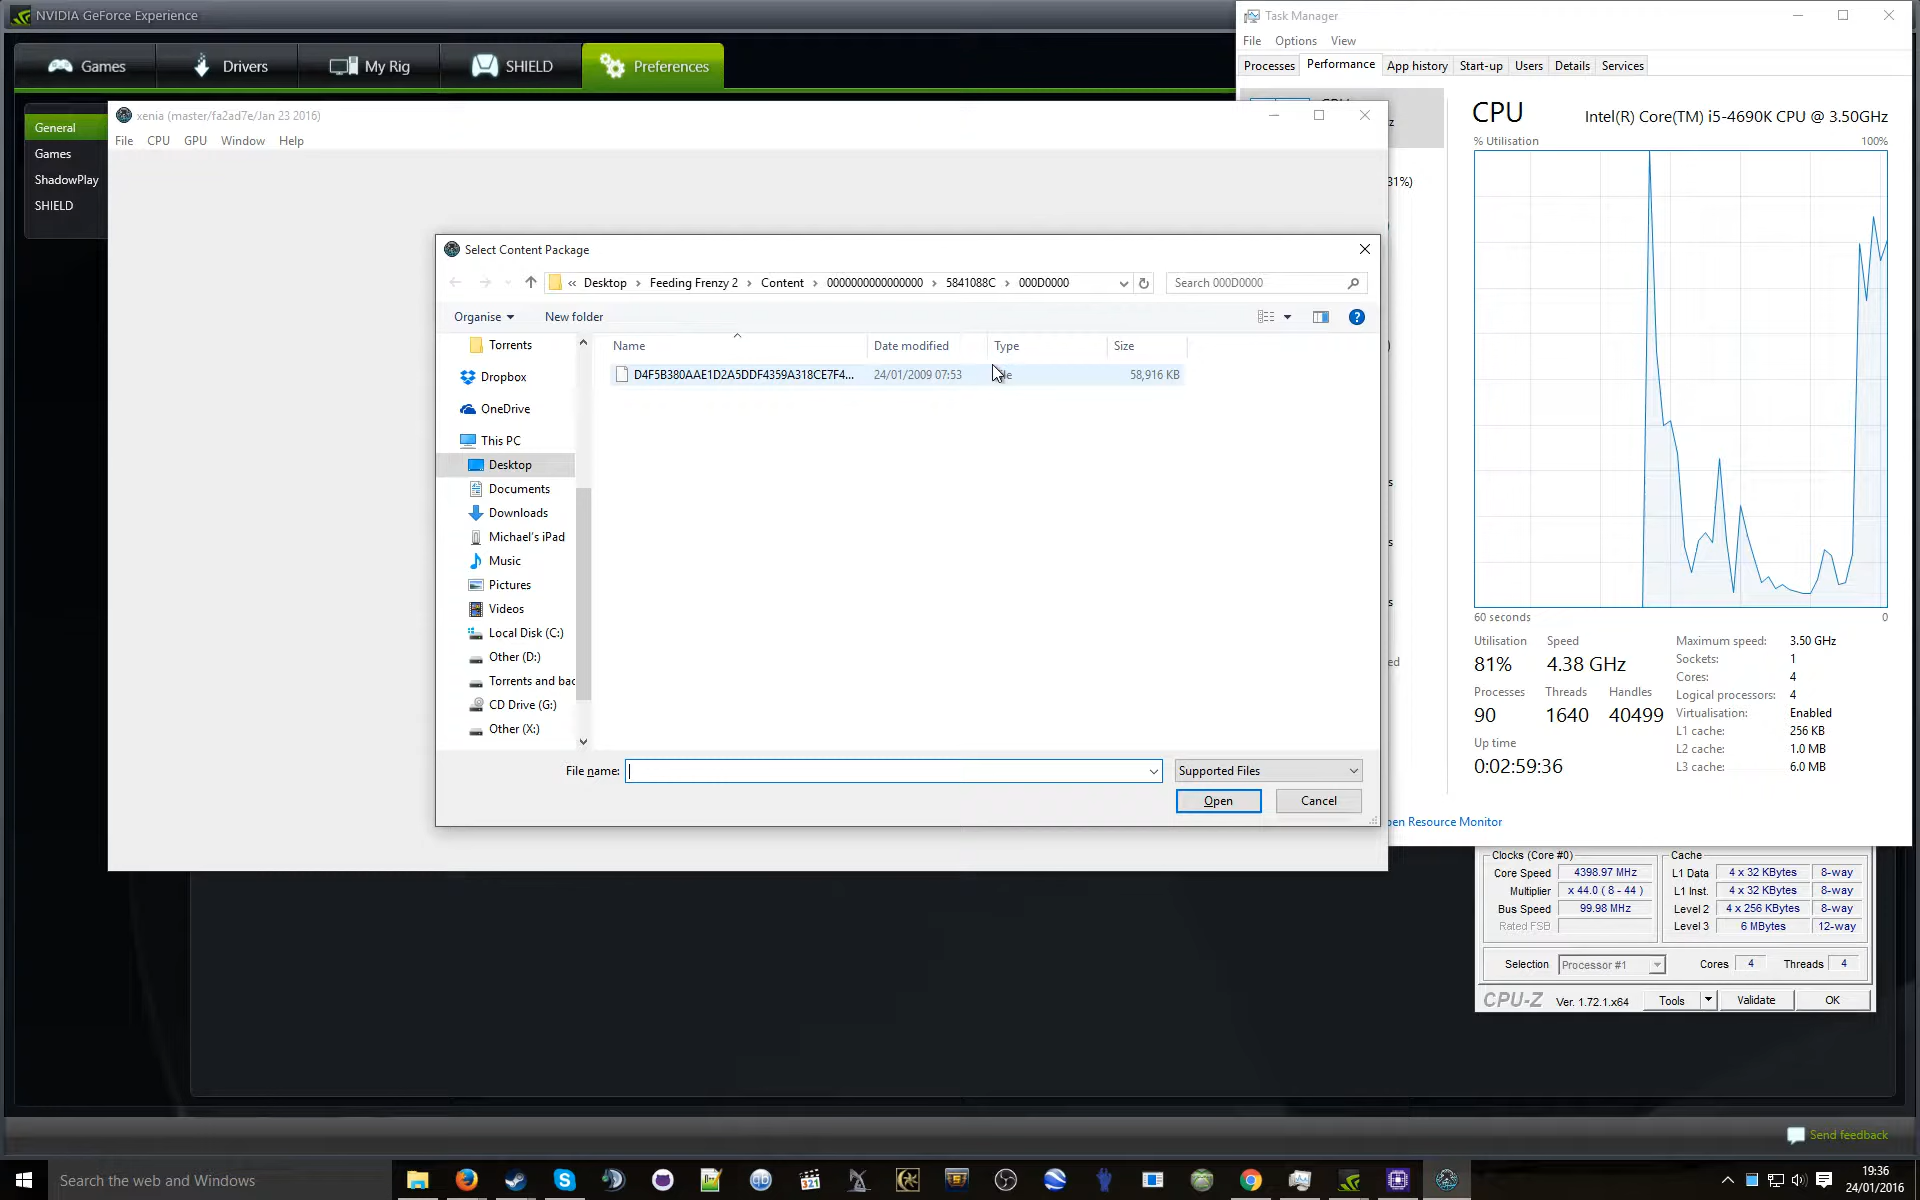 NVIDIA GeForce Experience
Games
Drivers
My Rig
SHIELD
Preferences
General
Games
ShadowPlay
SHIELD
xenia (master/fa2ad7e/Jan 23 2016)
File CPU GPU Window Help
Select Content Package
« Desktop › Feeding Frenzy 2 › Content › 0000000000000000 › 5841088C › 000D0000
Search 000D0000
Organise New folder
Name Date modified Type Size
D4F5B380AAE1D2A5DDF4359A318CE7F4... 24/01/2009 07:53 58,916 KB
Torrents
Dropbox
OneDrive
This PC
Desktop
Documents
Downloads
Michael's iPad
Music
Pictures
Videos
Local Disk (C:)
Other (D:)
Torrents and bac
CD Drive (G:)
Other (X:)
File name:
Supported Files
Open Cancel
Task Manager
File Options View
Processes Performance App history Start-up Users Details Services
31%)
CPU Intel(R) Core(TM) i5-4690K CPU @ 3.50GHz
% Utilisation 100%
60 seconds 0
Utilisation Speed
81% 4.38 GHz
Processes Threads Handles
90 1640 40499
Up time
0:02:59:36
Maximum speed: 3.50 GHz
Sockets: 1
Cores: 4
Logical processors: 4
Virtualisation: Enabled
L1 cache: 256 KB
L2 cache: 1.0 MB
L3 cache: 6.0 MB
pen Resource Monitor
Clocks (Core #0)
Core Speed 4398.97 MHz
Multiplier x 44.0 ( 8 - 44 )
Bus Speed 99.98 MHz
Rated FSB
Cache
L1 Data 4 x 32 KBytes 8-way
L1 Inst. 4 x 32 KBytes 8-way
Level 2 4 x 256 KBytes 8-way
Level 3 6 MBytes 12-way
Selection Processor #1 Cores 4 Threads 4
CPU-Z Ver. 1.72.1.x64 Tools Validate OK
Send feedback
Search the web and Windows
19:36
24/01/2016